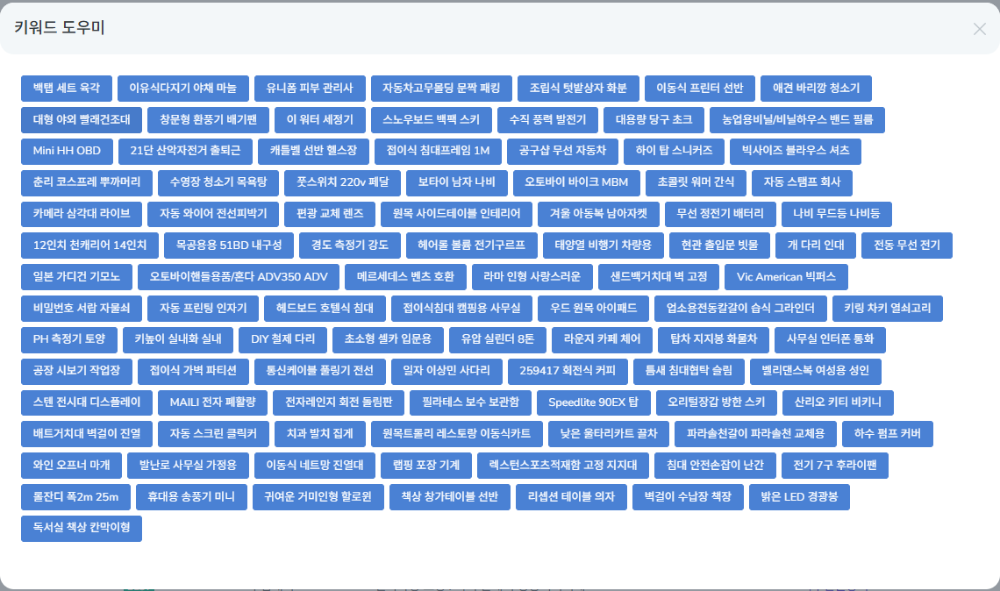 키워드 도우미
백탭 세트 육각 이유식다지기 야채 마늘 유니폼 피부 관리사 자동차고무몰딩 문짝 패킹 조립식 텃밭상자 화분 이동식 프린터 선반 애견 바리깡 청소기
대형 야외 빨래건조대 창문형 환풍기 배기팬 이 워터 세정기 스노우보드 백팩 스키 수직 풍력 발전기 대용량 당구 초크 농업용비닐/비닐하우스 밴드 필름
Mini HH OBD 21단 산악자전거 출퇴근 캐틀벨 선반 헬스장 접이식 침대프레임 1M 공구샵 무선 자동차 하이 탑 스니커즈 빅사이즈 블라우스 셔츠
춘리 코스프레 뿌까머리 수영장 청소기 목욕탕 풋스위치 220v 페달 보타이 남자 나비 오토바이 바이크 MBM 초콜릿 워머 간식 자동 스탬프 회사
카메라 삼각대 라이브 자동 와이어 전선피박기 편광 교체 렌즈 원목 사이드테이블 인테리어 겨울 아동복 남아자켓 무선 정전기 배터리 나비 무드등 나비등
12인치 천캐리어 14인치 목공용용 51BD 내구성 경도 측정기 강도 헤어롤 볼륨 전기구르프 태양열 비행기 차량용 현관 출입문 빗물 개 다리 인대 전동 무선 전기
일본 가디건 기모노 오토바이핸들용품/혼다 ADV350 ADV 메르세데스 벤츠 호환 라마 인형 사랑스러운 샌드백거치대 벽 고정 Vic American 빅퍼스
비밀번호 서랍 자물쇠 자동 프린팅 인자기 헤드보드 호텔식 침대 접이식침대 캠핑용 사무실 우드 원목 아이패드 업소용전동칼갈이 습식 그라인더 키링 차키 열쇠고리
PH 측정기 토양 키높이 실내화 실내 DIY 철제 다리 초소형 셀카 입문용 유압 실린더 8톤 라운지 카페 체어 탑차 지지봉 화물차 사무실 인터폰 통화
공장 시보기 작업장 접이식 가벽 파티션 통신케이블 풀링기 전선 일자 이상민 사다리 259417 회전식 커피 틈새 침대협탁 슬림 벨리댄스복 여성용 성인
스텐 전시대 디스플레이 MAILI 전자 폐활량 전자레인지 회전 돌림판 필라테스 보수 보관함 Speedlite 90EX 탑 오리털장갑 방한 스키 산리오 키티 비키니
배트거치대 벽걸이 진열 자동 스크린 클릭커 치과 발치 집게 원목트롤리 레스토랑 이동식카트 낮은 울타리카트 끌차 파라솔천갈이 파라솔천 교체용 하수 펌프 커버
와인 오프너 마개 발난로 사무실 가정용 이동식 네트망 진열대 랩핑 포장 기계 렉스턴스포츠적재함 고정 지지대 침대 안전손잡이 난간 전기 7구 후라이팬
롤잔디 폭2m 25m 휴대용 송풍기 미니 귀여운 거미인형 할로윈 책상 창가테이블 선반 리셉션 테이블 의자 벽걸이 수납장 책장 밝은 LED 경광봉
독서실 책상 칸막이형